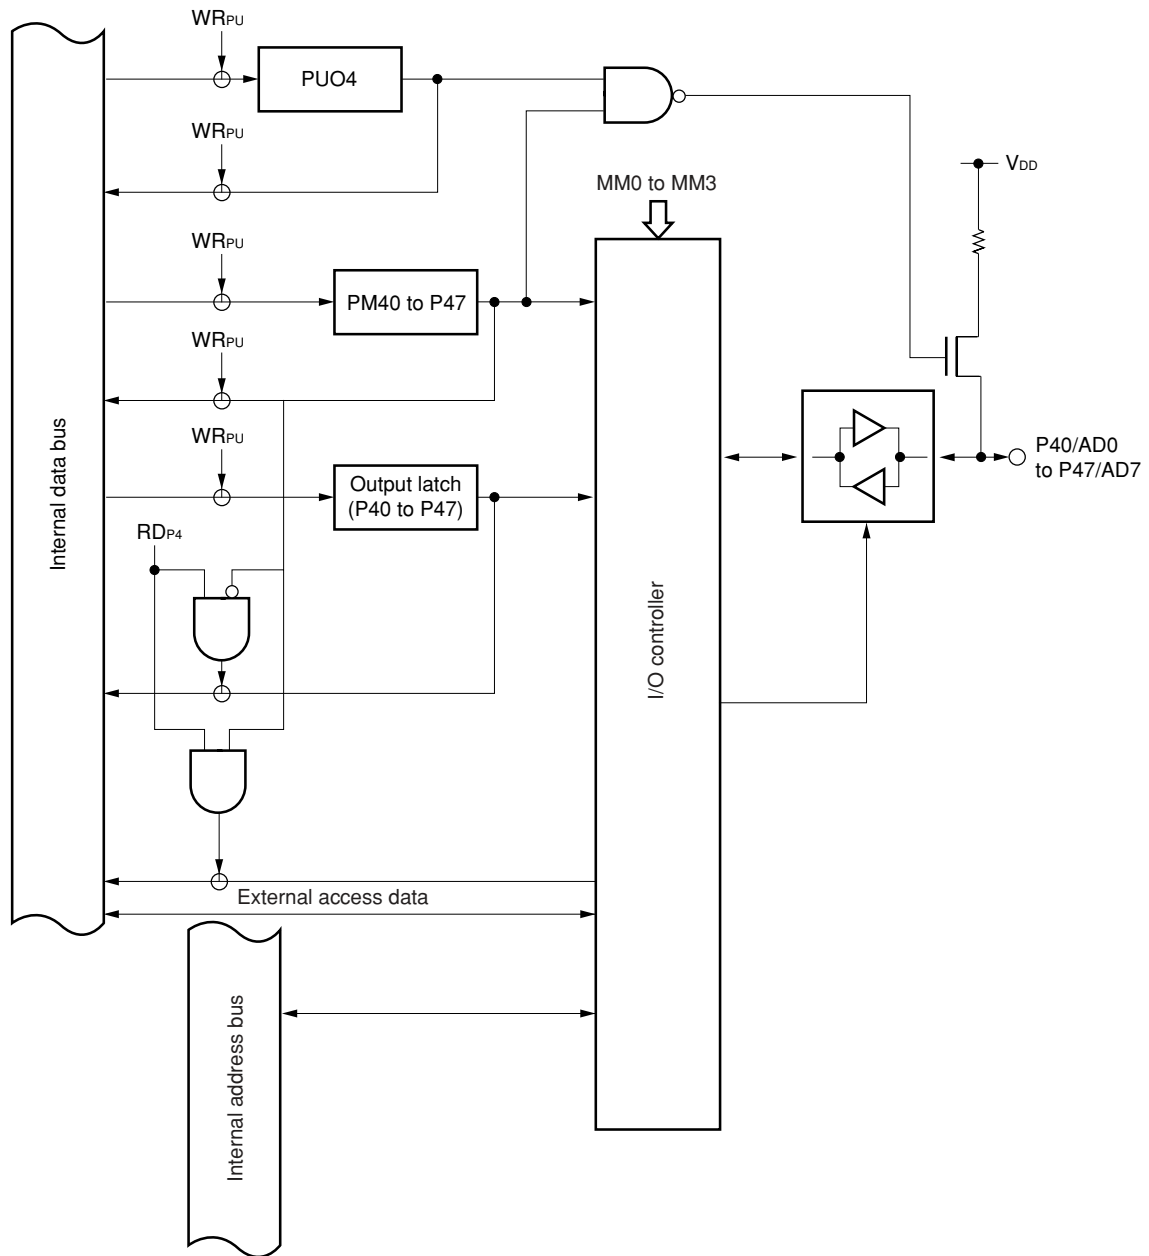 WRPU
PUO4
WRPU
VDD
MM0 to MM3
WRPU
PM40 to P47
WRPU
WRPU
P40/AD0
to P47/AD7
Output latch
(P40 to P47)
Internal data bus
RDP4
I/O controller
External access data
Internal address bus